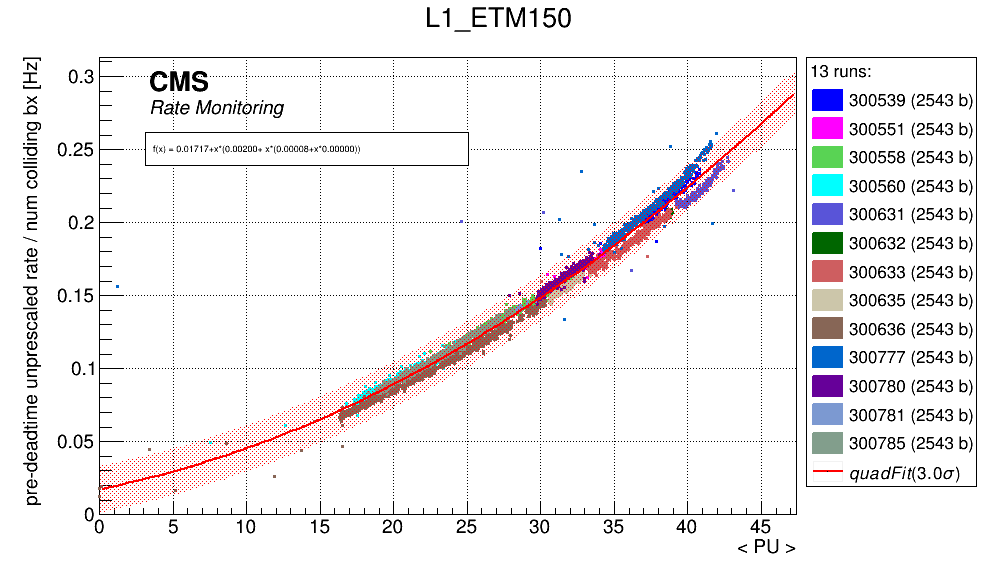 L1_ETM150
pre-deadtime unprescaled rate / num colliding bx [Hz]
0.3
0.25
0.2
0.15
0.1
0.05
0
CMS
Rate Monitoring
f(x) = 0.01717+x*(0.00200+ x*(0.00008+x*0.00000))
0 5 10 15 20 25 30 35 40 45
< PU >
13 runs:
300539 (2543 b)
300551 (2543 b)
300558 (2543 b)
300560 (2543 b)
300631 (2543 b)
300632 (2543 b)
300633 (2543 b)
300635 (2543 b)
300636 (2543 b)
300777 (2543 b)
300780 (2543 b)
300781 (2543 b)
300785 (2543 b)
quadFit(3.0σ)